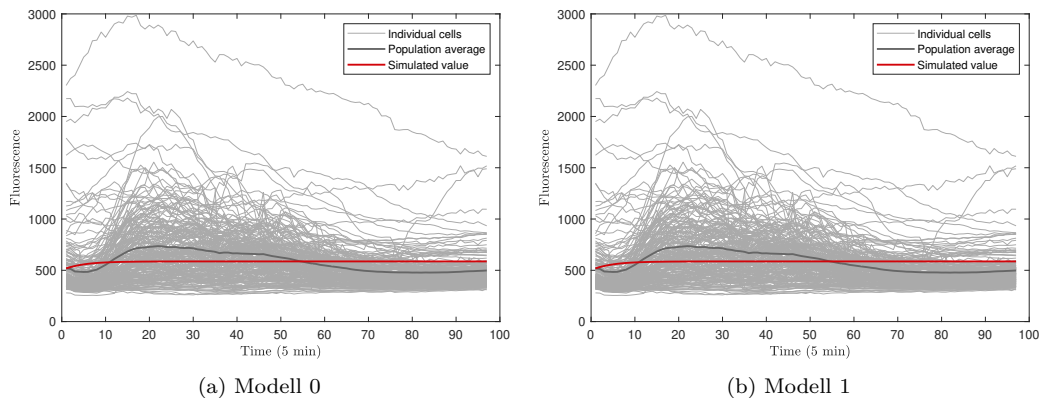 3000
2500
2000
1500
1000
500
0
Fluorescence
0 10 20 30 40 50 60 70 80 90 100
Time (5 min)
Individual cells
Population average
Simulated value
(a) Modell 0
3000
2500
2000
1500
1000
500
0
Fluorescence
0 10 20 30 40 50 60 70 80 90 100
Time (5 min)
Individual cells
Population average
Simulated value
(b) Modell 1